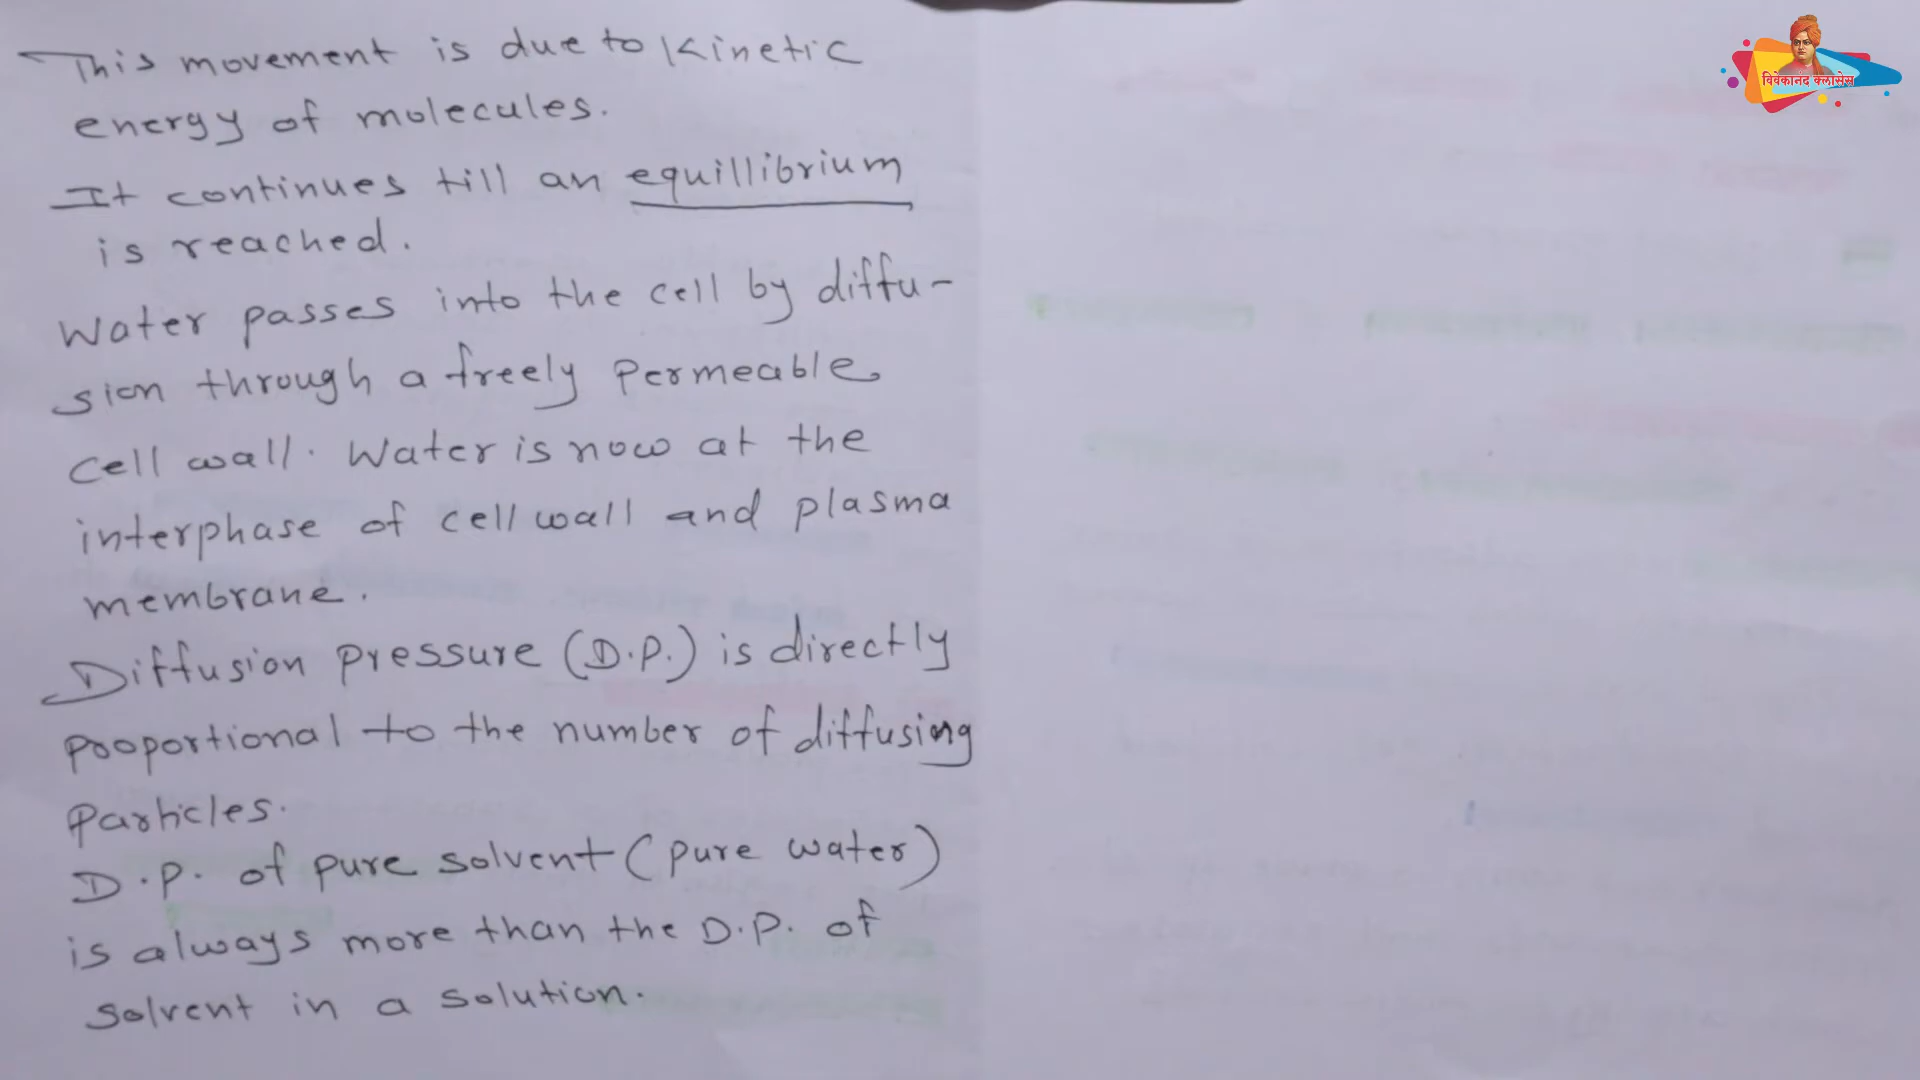 This movement is due to Kinetic
energy of molecules.
It continues till an equillibrium
is reached.
Water passes into the cell by diffu-
sion through a freely permeable
cell wall. Water is now at the
interphase of cell wall and plasma
membrane.
Diffusion pressure (D.P.) is directly
proportional to the number of diffusing
particles.
D.P. of pure solvent (pure water)
is always more than the D.P. of
solvent in a solution.
विवेकानंद क्लासेस